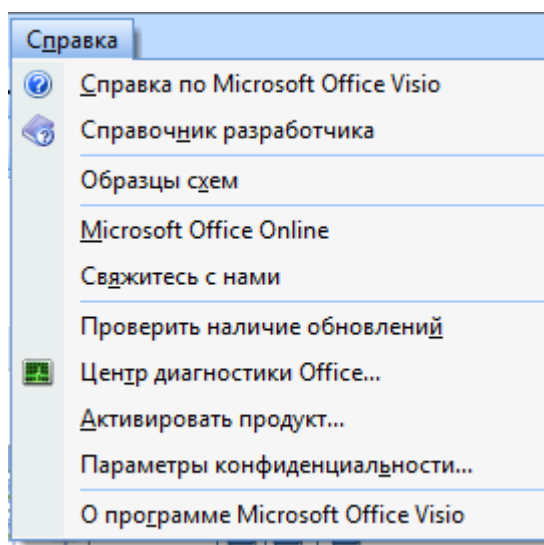 Справка
Справка по Microsoft Office Visio
Справочник разработчика
Образцы схем
Microsoft Office Online
Свяжитесь с нами
Проверить наличие обновлений
Центр диагностики Office...
Активировать продукт...
Параметры конфиденциальности...
О программе Microsoft Office Visio